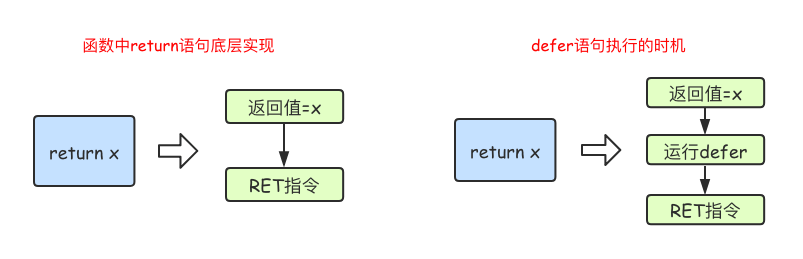 函数中return语句底层实现
return x
返回值=x
RET指令
defer语句执行的时机
return x
返回值=x
运行defer
RET指令